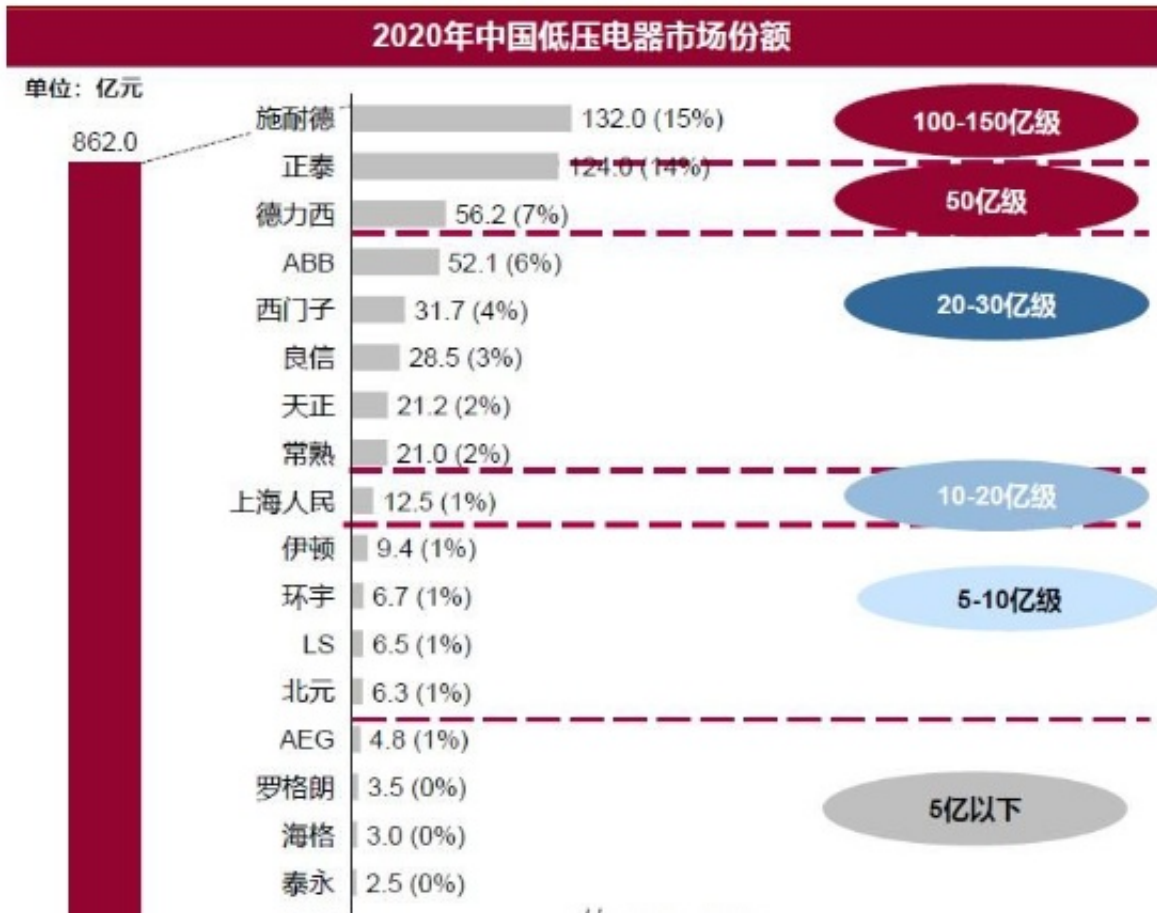 2020年中国低压电器市场份额
单位：亿元
862.0
施耐德 132.0 (15%)
100-150亿级
正泰 124.0 (14%)
德力西 56.2 (7%)
50亿级
ABB 52.1 (6%)
西门子 31.7 (4%)
20-30亿级
良信 28.5 (3%)
天正 21.2 (2%)
常熟 21.0 (2%)
上海人民 12.5 (1%)
10-20亿级
伊顿 9.4 (1%)
环宇 6.7 (1%)
5-10亿级
LS 6.5 (1%)
北元 6.3 (1%)
AEG 4.8 (1%)
罗格朗 3.5 (0%)
5亿以下
海格 3.0 (0%)
泰永 2.5 (0%)